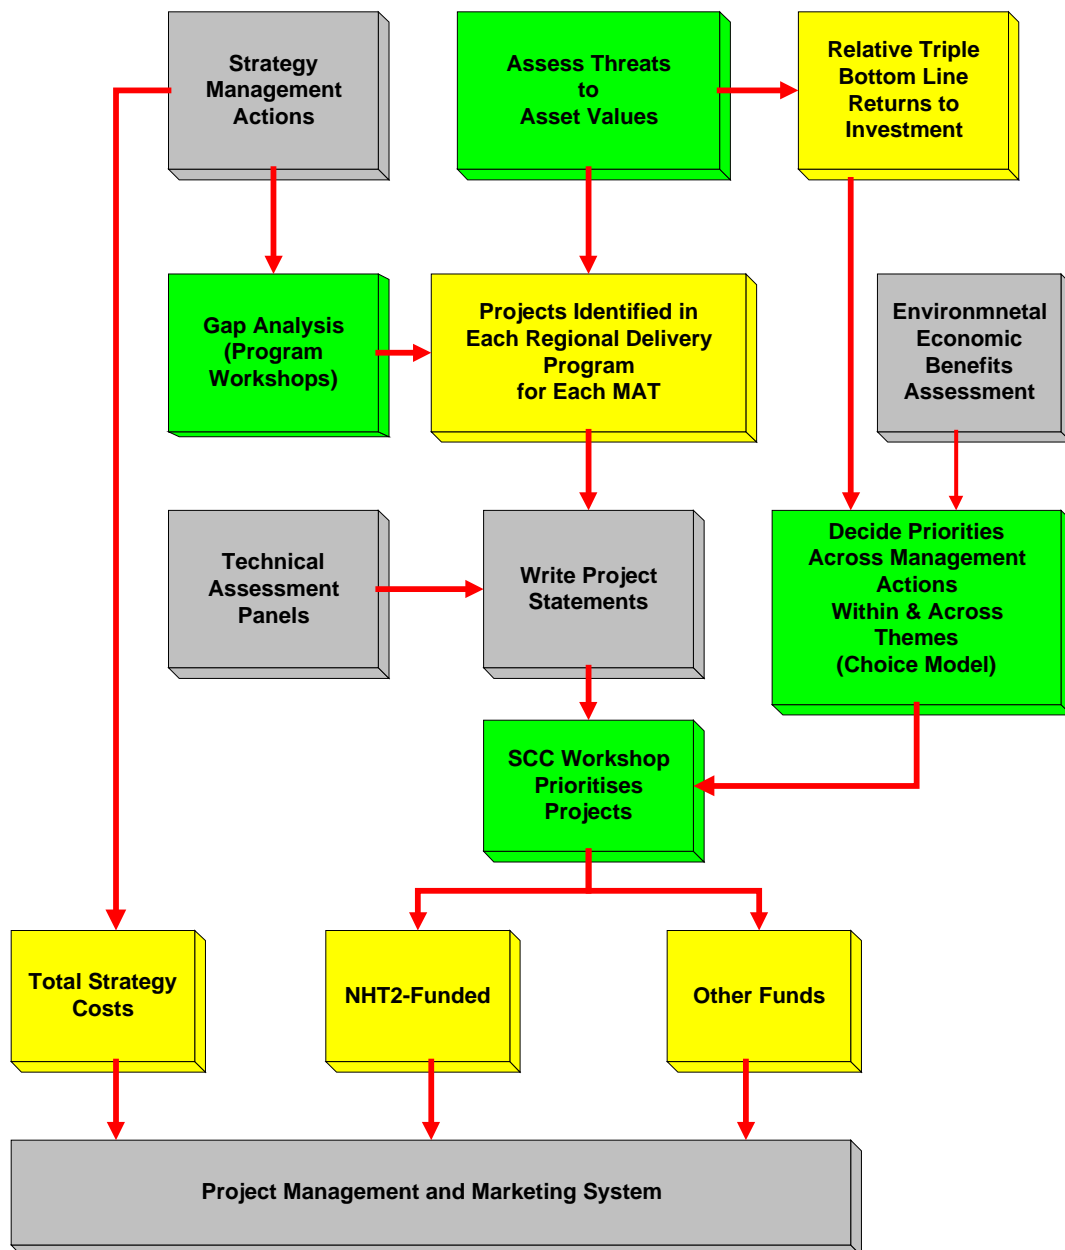 Strategy
Management
Actions
Assess Threats
to
Asset Values
Relative Triple
Bottom Line
Returns to
Investment
Gap Analysis
(Program
Workshops)
Projects Identified in
Each Regional Delivery
Program
for Each MAT
Environmnetal
Economic
Benefits
Assessment
Technical
Assessment
Panels
Write Project
Statements
Decide Priorities
Across Management
Actions
Within & Across
Themes
(Choice Model)
SCC Workshop
Prioritises
Projects
Total Strategy
Costs
NHT2-Funded
Other Funds
Project Management and Marketing System